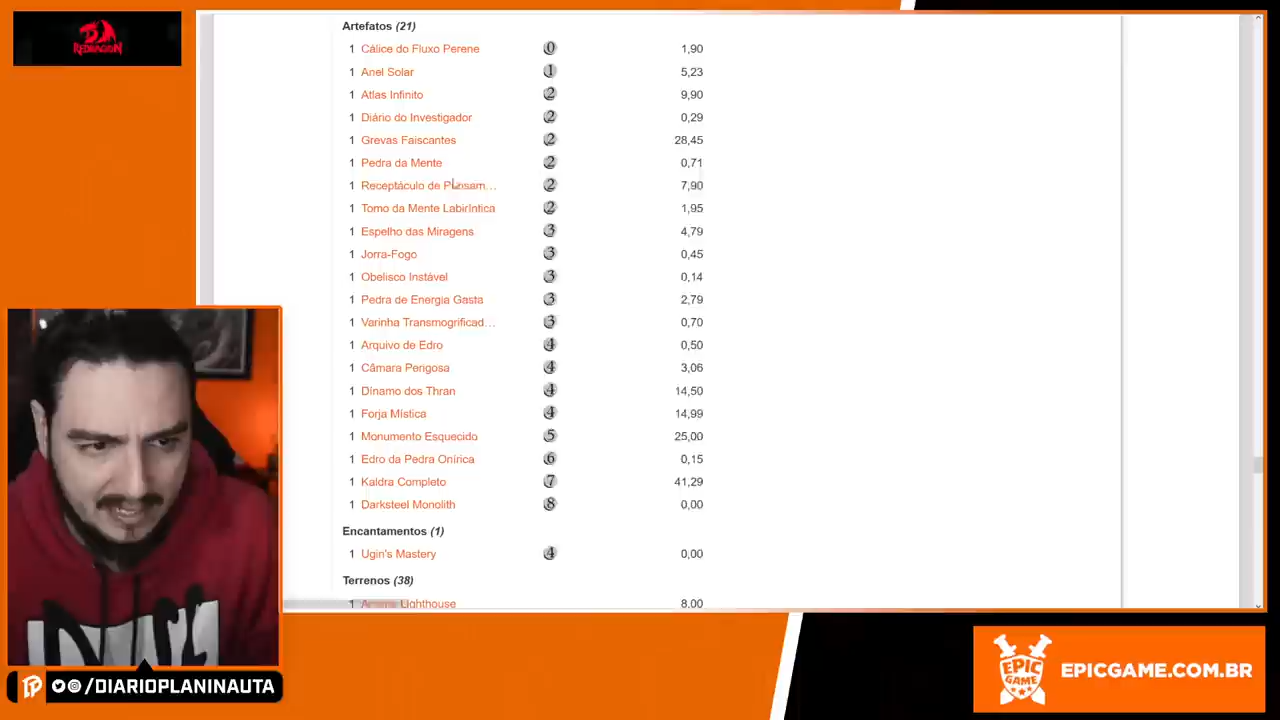 REDRAGON
Artefatos (21)
1 Cálice do Fluxo Perene 0 1,90
1 Anel Solar 1 5,23
1 Atlas Infinito 2 9,90
1 Diário do Investigador 2 0,29
1 Grevas Faiscantes 2 28,45
1 Pedra da Mente 2 0,71
1 Receptáculo de Pensam... 2 7,90
1 Tomo da Mente Labiríntica 2 1,95
1 Espelho das Miragens 3 4,79
1 Jorra-Fogo 3 0,45
1 Obelisco Instável 3 0,14
1 Pedra de Energia Gasta 3 2,79
1 Varinha Transmogrificad... 3 0,70
1 Arquivo de Edro 4 0,50
1 Câmara Perigosa 4 3,06
1 Dínamo dos Thran 4 14,50
1 Forja Mística 4 14,99
1 Monumento Esquecido 5 25,00
1 Edro da Pedra Onírica 6 0,15
1 Kaldra Completo 7 41,29
1 Darksteel Monolith 8 0,00
Encantamentos (1)
1 Ugin's Mastery 4 0,00
Terrenos (38)
1 Lighthouse 8,00
/DIARIOPLANINAUTA
EPIC GAME
EPICGAME.COM.BR